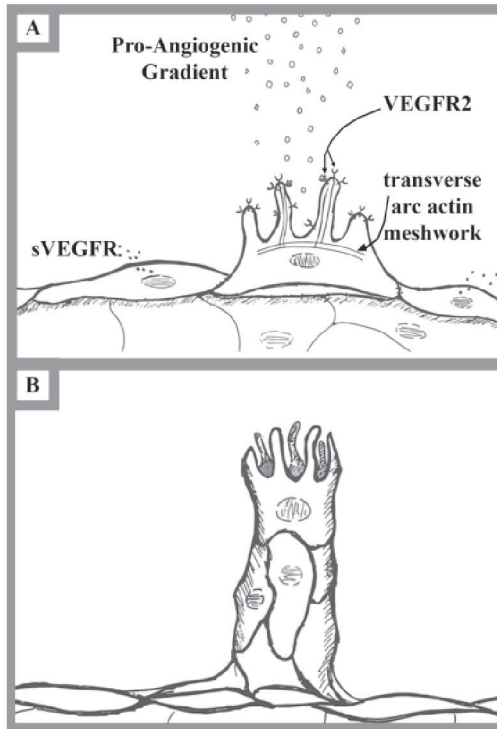 A
Pro-Angiogenic
Gradient
VEGFR2
transverse
arc actin
meshwork
sVEGFR
B